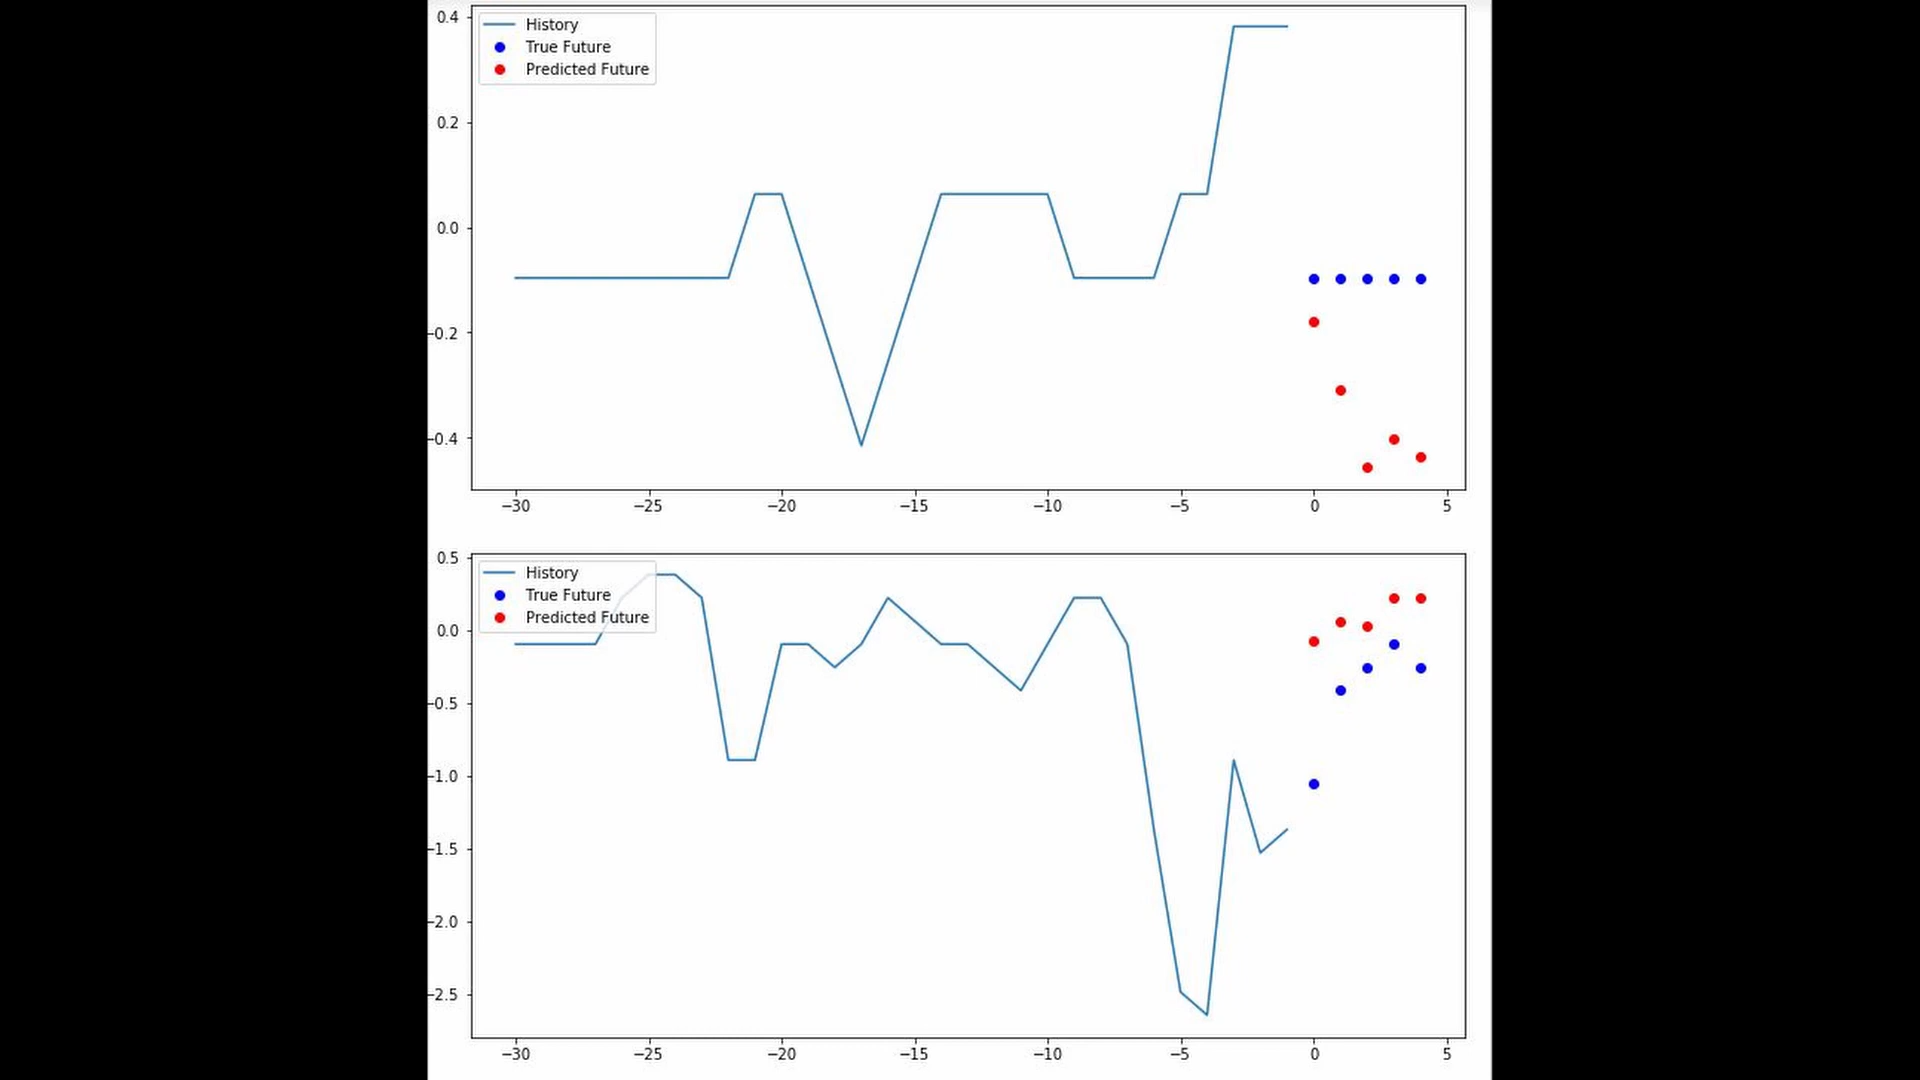 0.4
History
True Future
Predicted Future
0.2
0.0
−0.2
−0.4
−30 −25 −20 −15 −10 −5 0 5
0.5
History
True Future
Predicted Future
0.0
−0.5
−1.0
−1.5
−2.0
−2.5
−30 −25 −20 −15 −10 −5 0 5